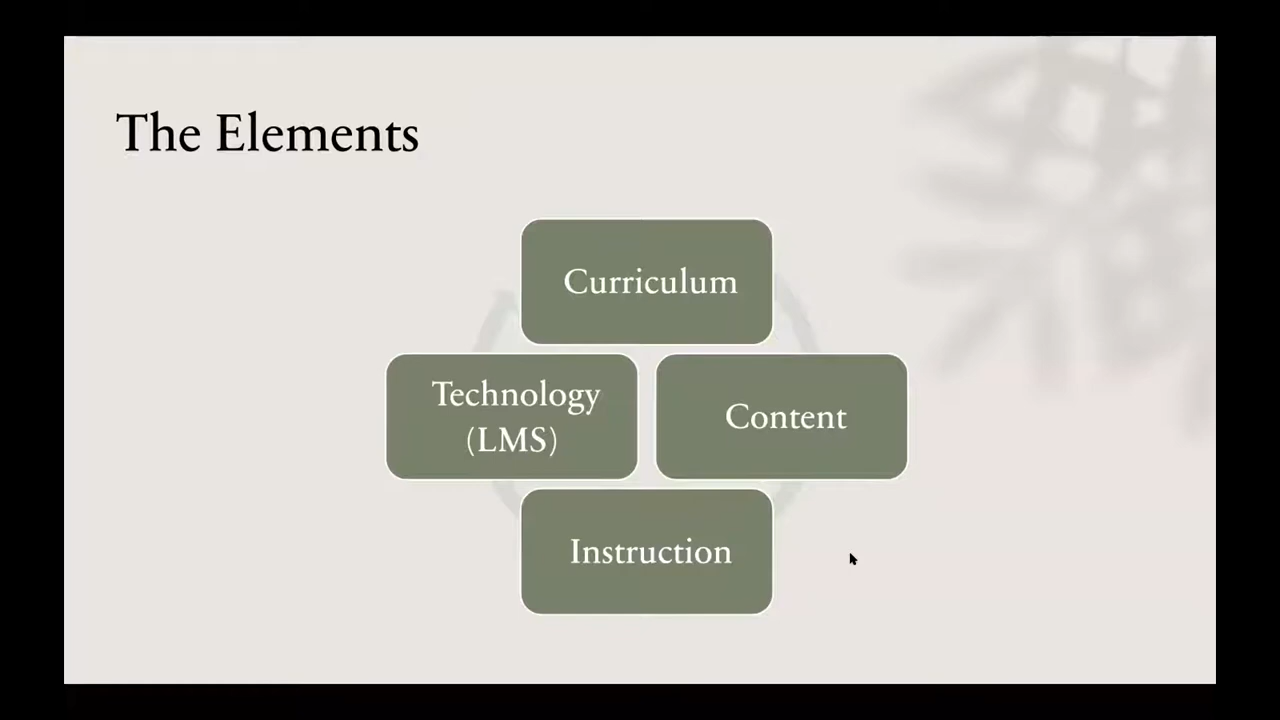 The Elements
Curriculum
Technology
(LMS)
Content
Instruction